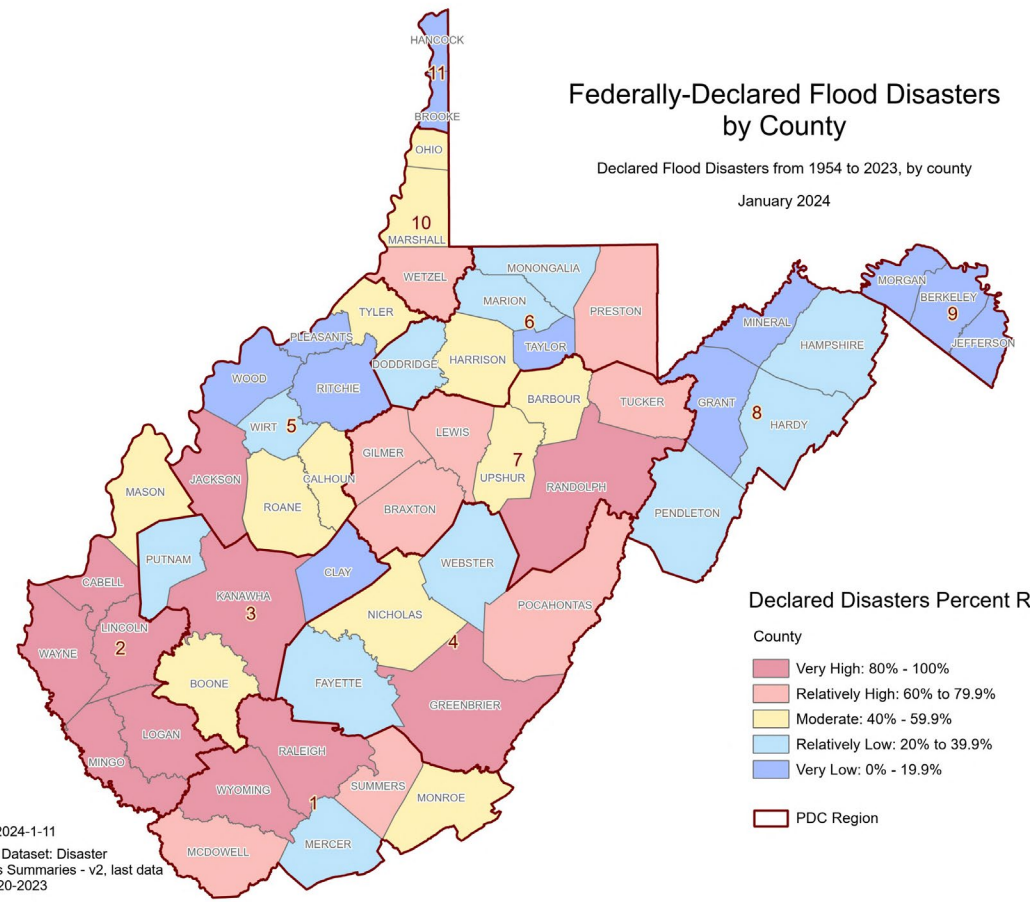 Federally-Declared Flood Disasters
by County
Declared Flood Disasters from 1954 to 2023, by county
January 2024
HANCOCK
11
BROOKE
OHIO
10
MARSHALL
WETZEL
MONONGALIA
MARION
6
PRESTON
TAYLOR
TYLER
PLEASANTS
DODDRIDGE
HARRISON
MORGAN
BERKELEY
9
JEFFERSON
MINERAL
HAMPSHIRE
WOOD
RITCHIE
BARBOUR
TUCKER
GRANT
8
HARDY
WIRT
5
LEWIS
GILMER
7
UPSHUR
JACKSON
CALHOUN
RANDOLPH
MASON
ROANE
BRAXTON
PENDLETON
PUTNAM
CLAY
WEBSTER
CABELL
KANAWHA
3
NICHOLAS
POCAHONTAS
LINCOLN
2
WAYNE
4
BOONE
FAYETTE
GREENBRIER
LOGAN
MINGO
RALEIGH
WYOMING
1
SUMMERS
MONROE
MCDOWELL
MERCER
Declared Disasters Percent R
County
Very High: 80% - 100%
Relatively High: 60% to 79.9%
Moderate: 40% - 59.9%
Relatively Low: 20% to 39.9%
Very Low: 0% - 19.9%
PDC Region
2024-1-11
Dataset: Disaster
s Summaries - v2, last data
20-2023